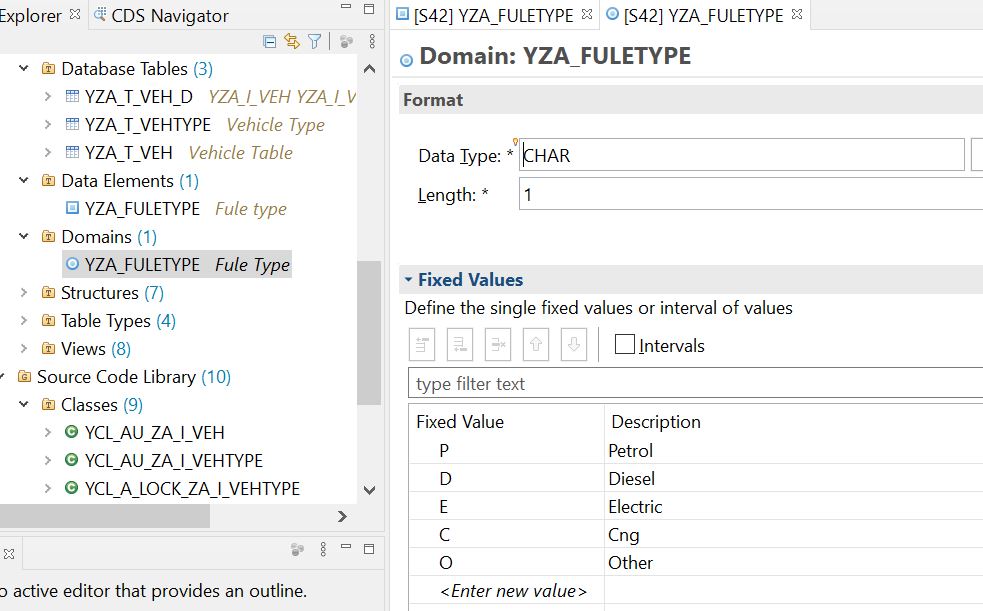 Explorer
CDS Navigator
Database Tables (3)
YZA_T_VEH_D YZA_I_VEH YZA_I_V
YZA_T_VEHTYPE Vehicle Type
YZA_T_VEH Vehicle Table
Data Elements (1)
YZA_FULETYPE Fule type
Domains (1)
YZA_FULETYPE Fule Type
Structures (7)
Table Types (4)
Views (8)
Source Code Library (10)
Classes (9)
YCL_AU_ZA_I_VEH
YCL_AU_ZA_I_VEHTYPE
YCL_A_LOCK_ZA_I_VEHTYPE
o active editor that provides an outline.
[S42] YZA_FULETYPE
[S42] YZA_FULETYPE
Domain: YZA_FULETYPE
Format
Data Type: * CHAR
Length: * 1
Fixed Values
Define the single fixed values or interval of values
Intervals
type filter text
Fixed Value Description
P Petrol
D Diesel
E Electric
C Cng
O Other
<Enter new value>